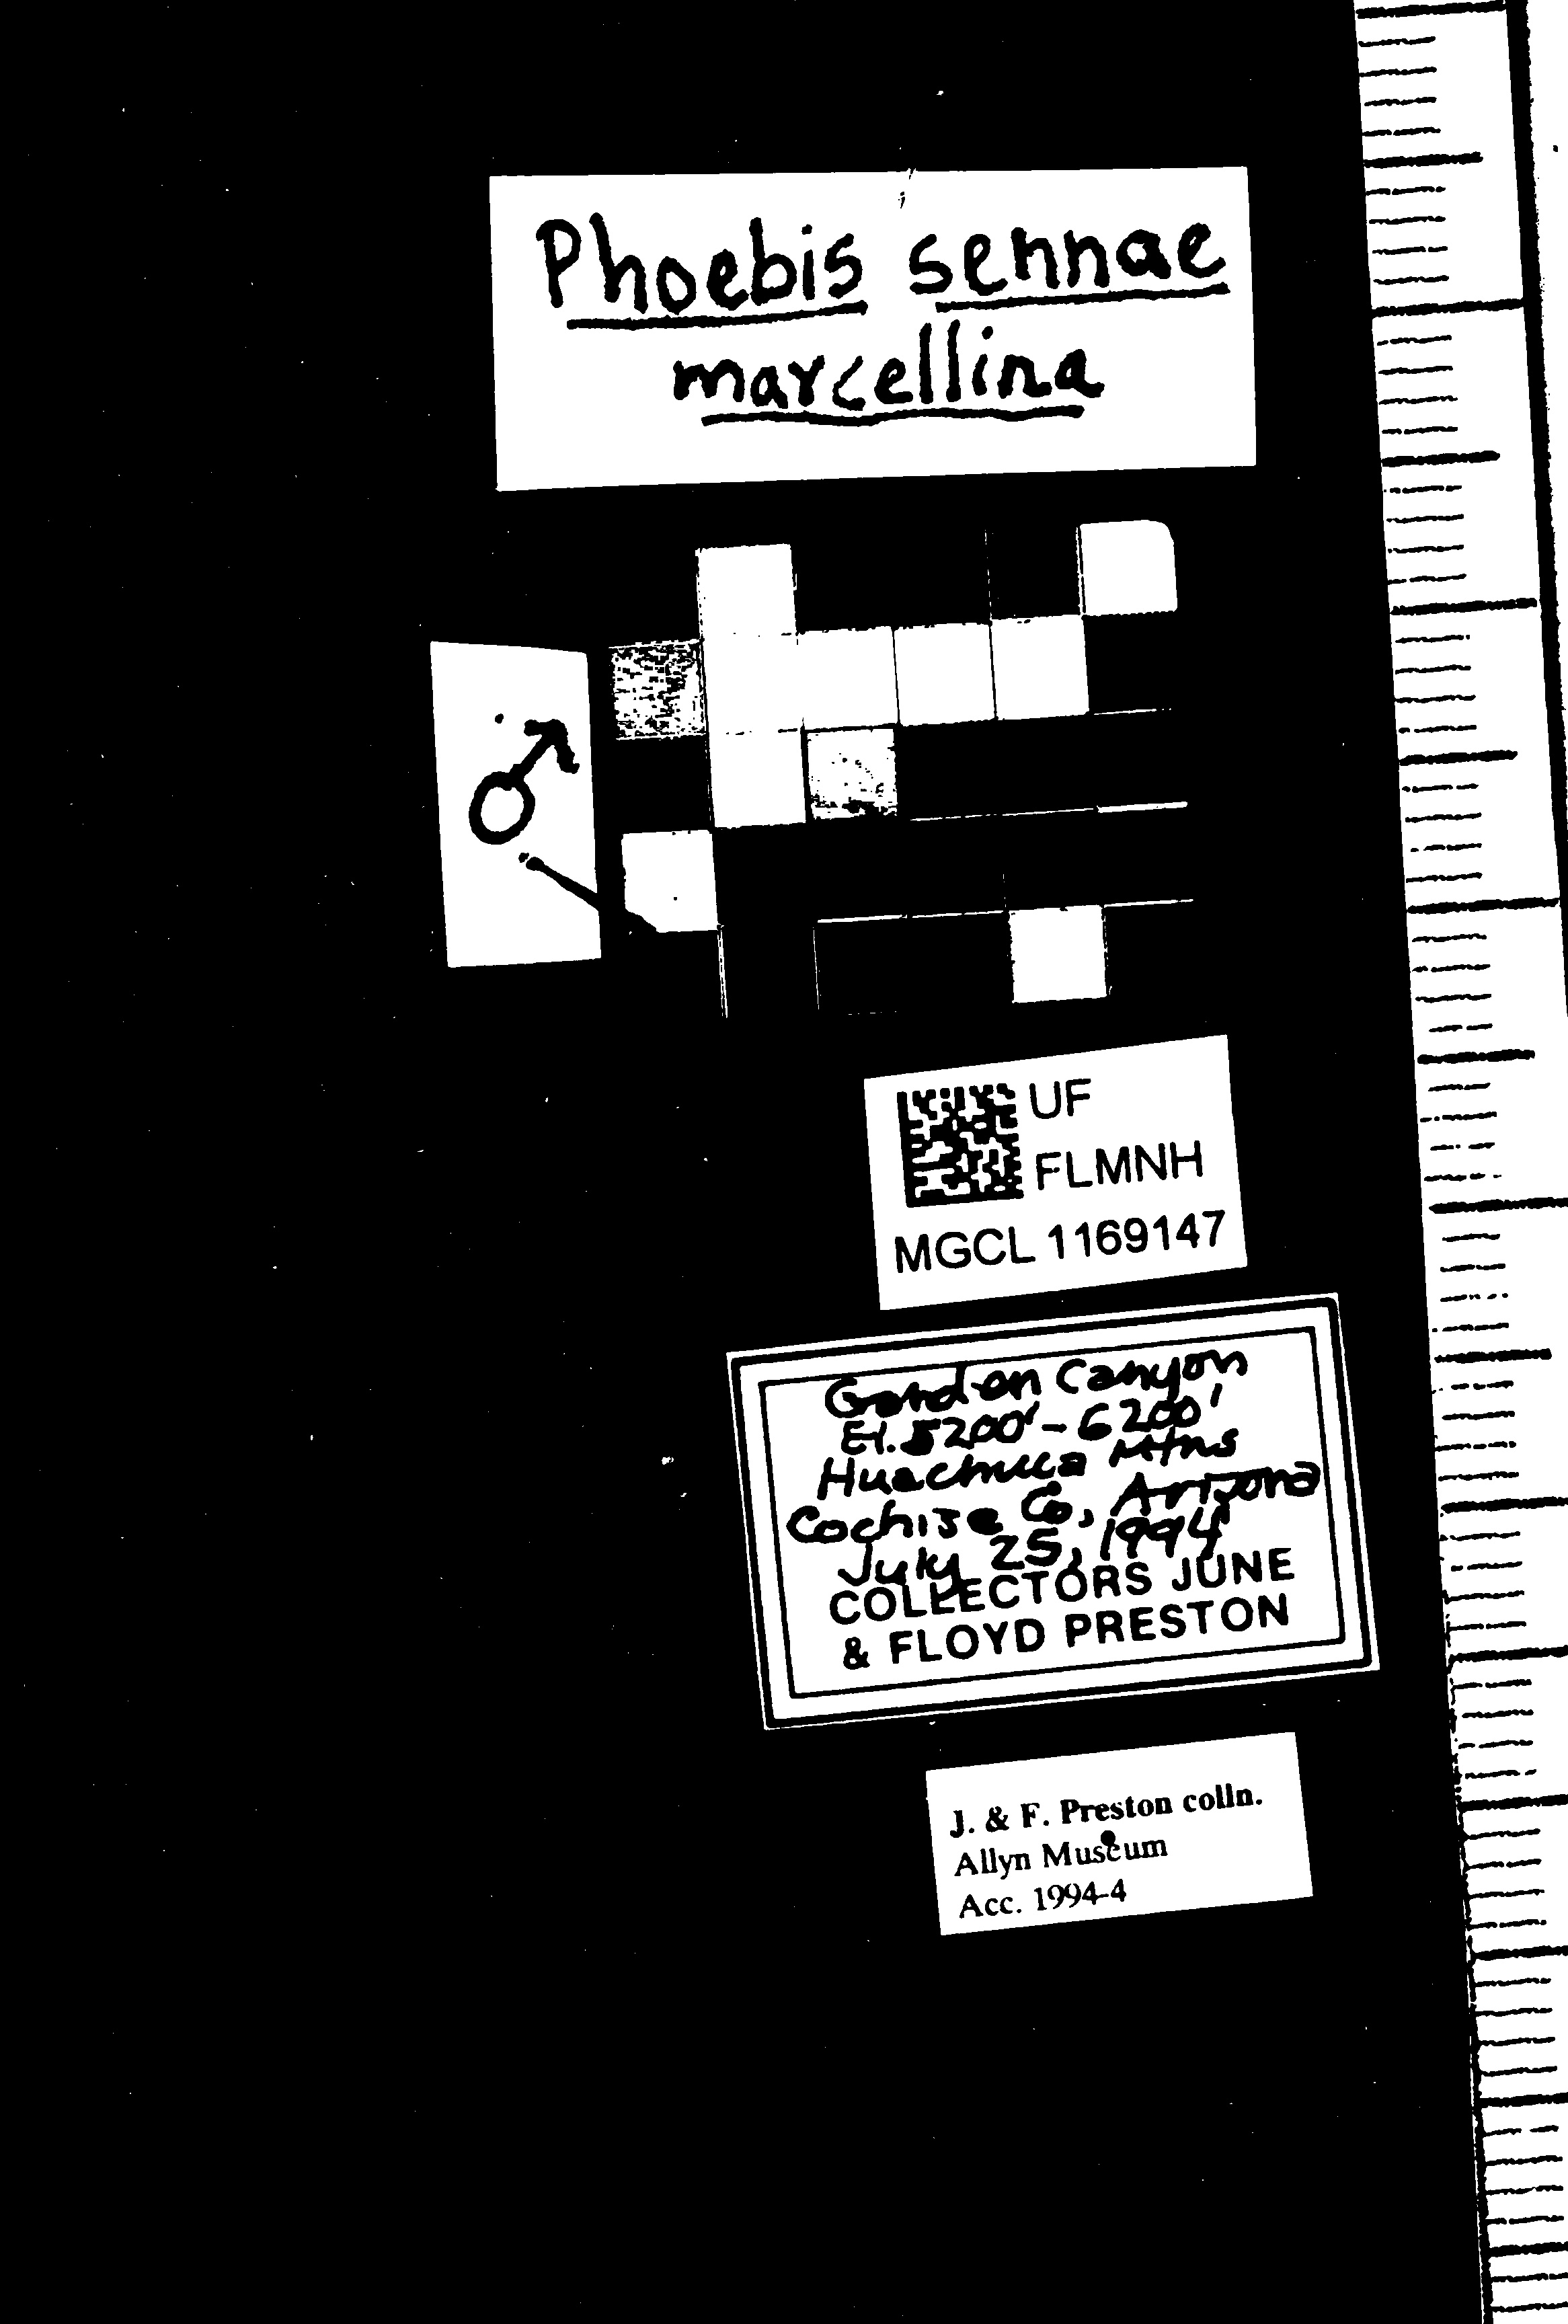 Phoebis sennae
marcellina
♂
UF
FLMNH
MGCL 1169147
Garden Canyon
El. 5200'-6200'
Huachuca Mtns
Cochise Co, Arizona
July 25, 1994
COLLECTORS JUNE
& FLOYD PRESTON
J. & F. Preston colln.
Allyn Museum
Acc. 1994-4